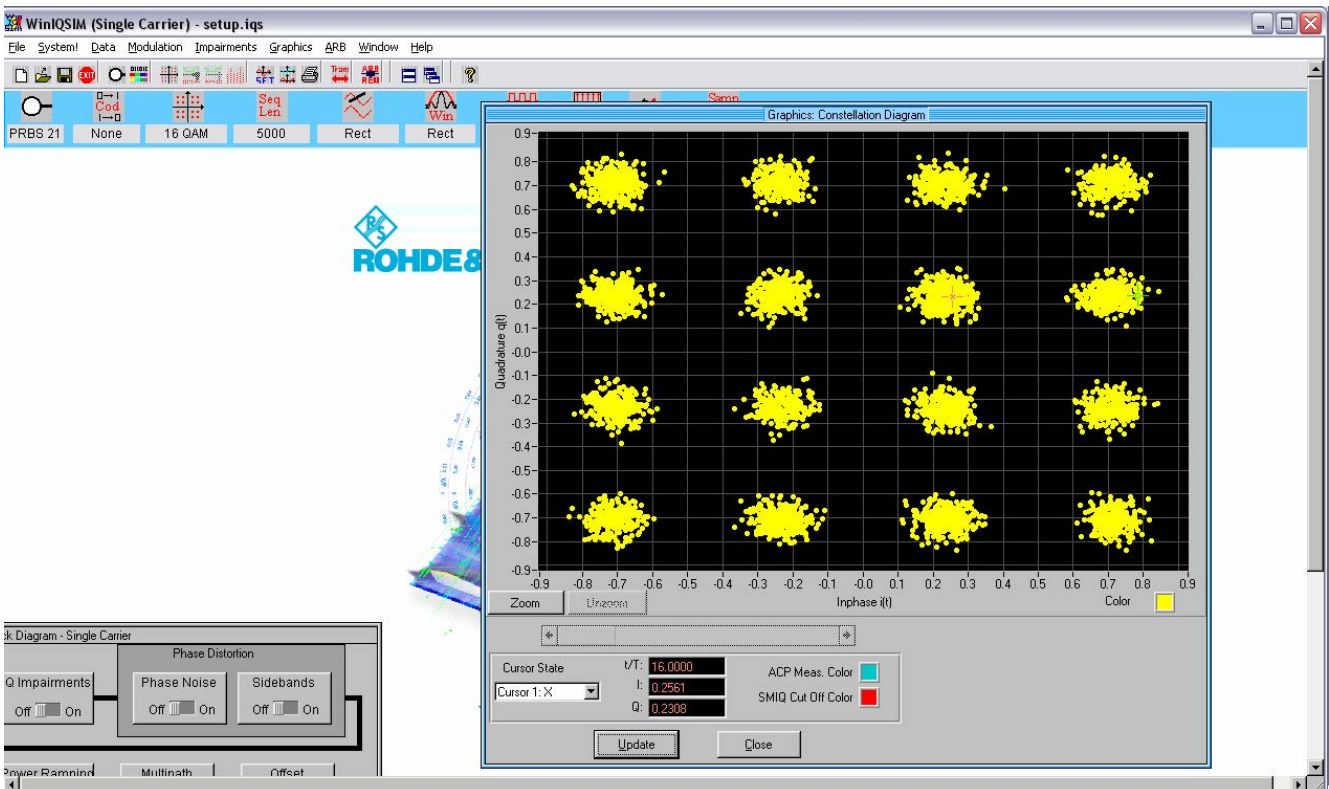 WinIQSIM (Single Carrier) - setup.iqs
File System! Data Modulation Impairments Graphics ARB Window Help
EXIT SFT Tran ARB REM ?
Cod Seq Len Win Samp
PRBS 21 None 16 QAM 5000 Rect Rect
ROHDE&
R S
Graphics: Constellation Diagram
0.9
0.8
0.7
0.6
0.5
0.4
0.3
0.2
0.1
-0.0
-0.1
-0.2
-0.3
-0.4
-0.5
-0.6
-0.7
-0.8
-0.9
Quadrature q(t)
-0.9 -0.8 -0.7 -0.6 -0.5 -0.4 -0.3 -0.2 -0.1 -0.0 0.1 0.2 0.3 0.4 0.5 0.6 0.7 0.8 0.9
Zoom Unzoom Inphase i(t) Color
Cursor State t/T: 16.0000 ACP Meas. Color
Cursor 1: X I: 0.2561 SMIQ Cut Off Color
Q: 0.2308
Update Close
ck Diagram - Single Carrier
Phase Distortion
Q Impairments Phase Noise Sidebands
Off On Off On Off On
Power Ramping Multipath Offset